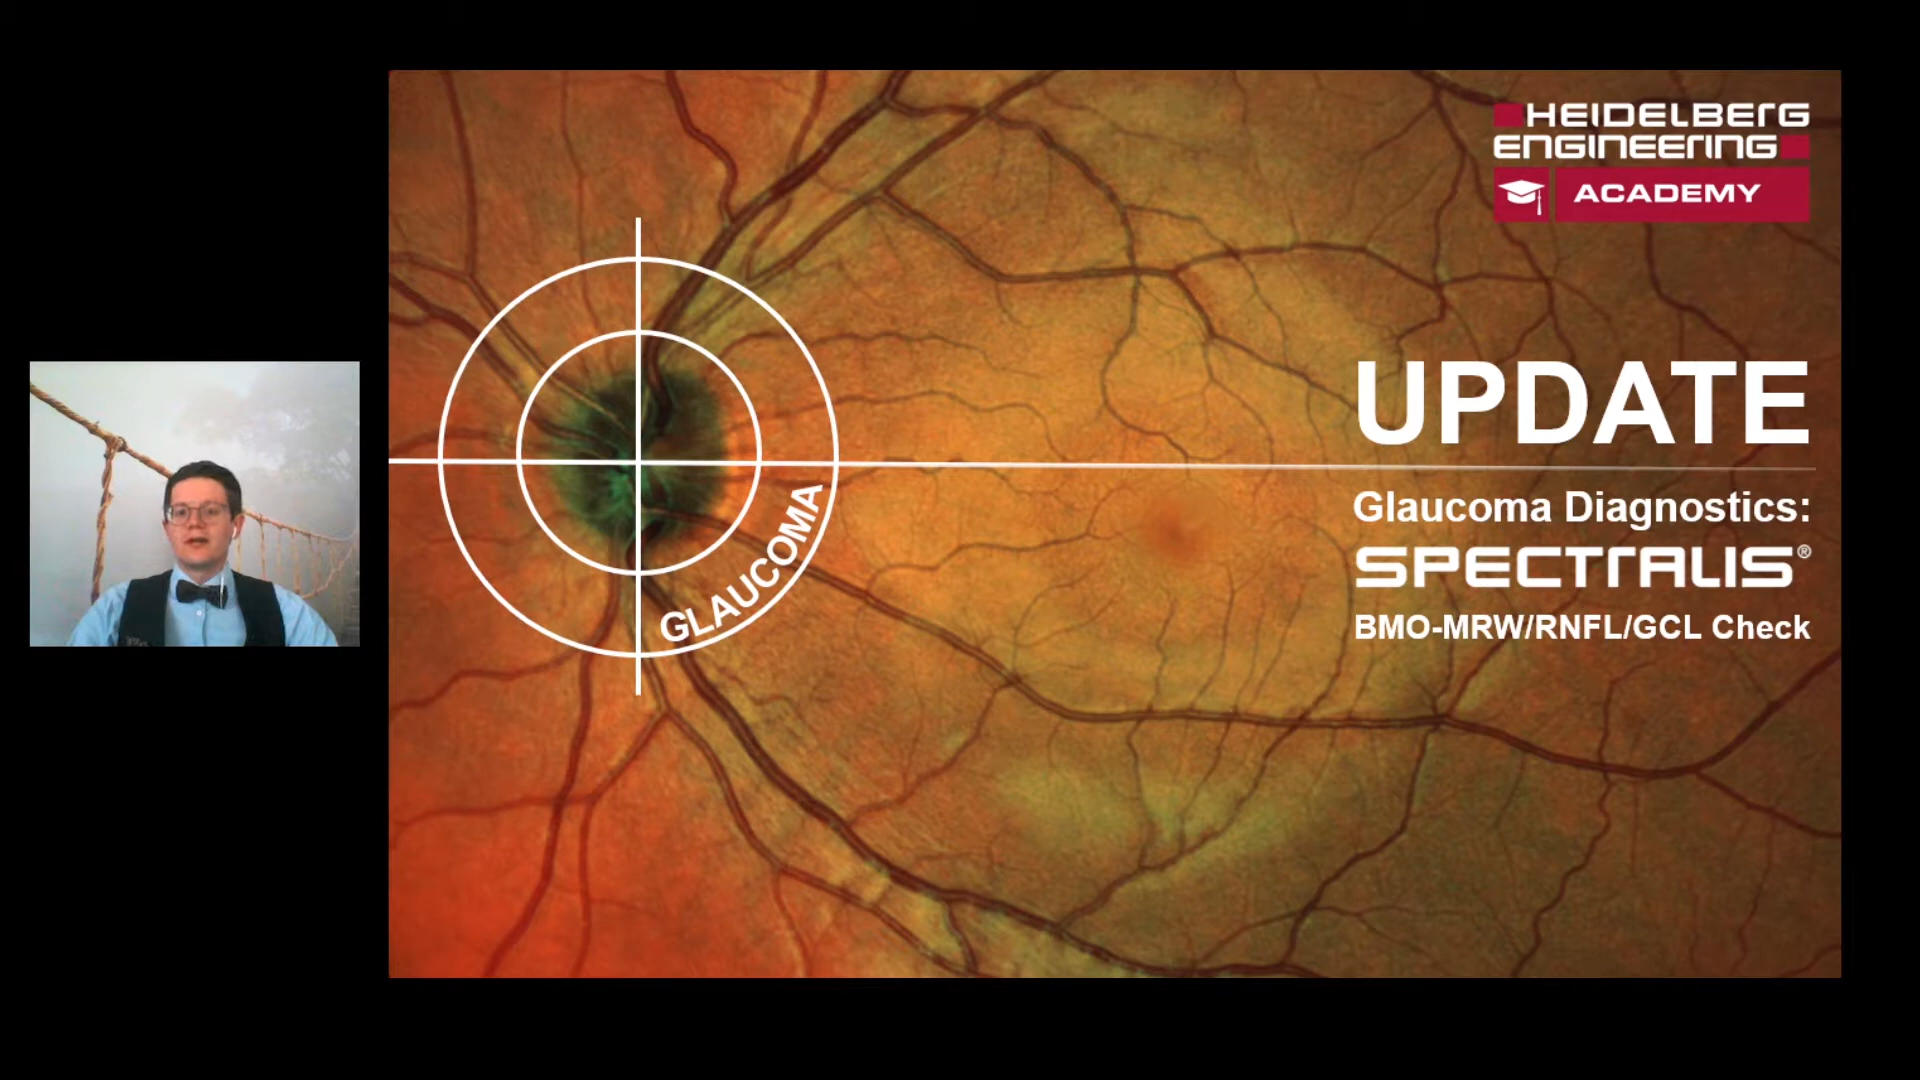 HEIDELBERG
ENGINEERING
ACADEMY
UPDATE
Glaucoma Diagnostics:
SPECTRALIS®
BMO-MRW/RNFL/GCL Check
GLAUCOMA